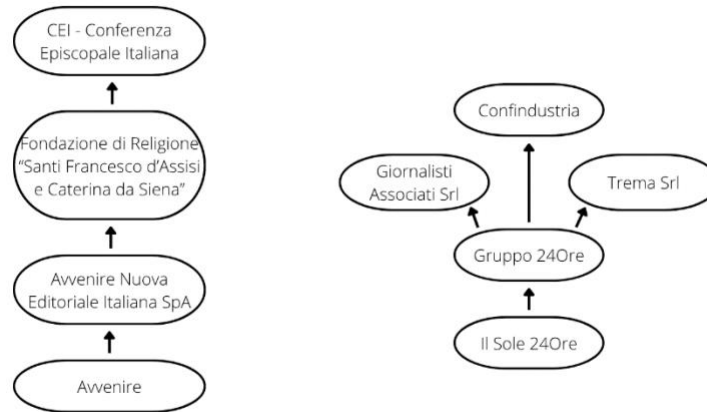 CEI - Conferenza
Episcopale Italiana
Fondazione di Religione
“Santi Francesco d’Assisi
e Caterina da Siena”
Avvenire Nuova
Editoriale Italiana SpA
Avvenire
Confindustria
Giornalisti
Associati Srl
Trema Srl
Gruppo 24Ore
Il Sole 24Ore